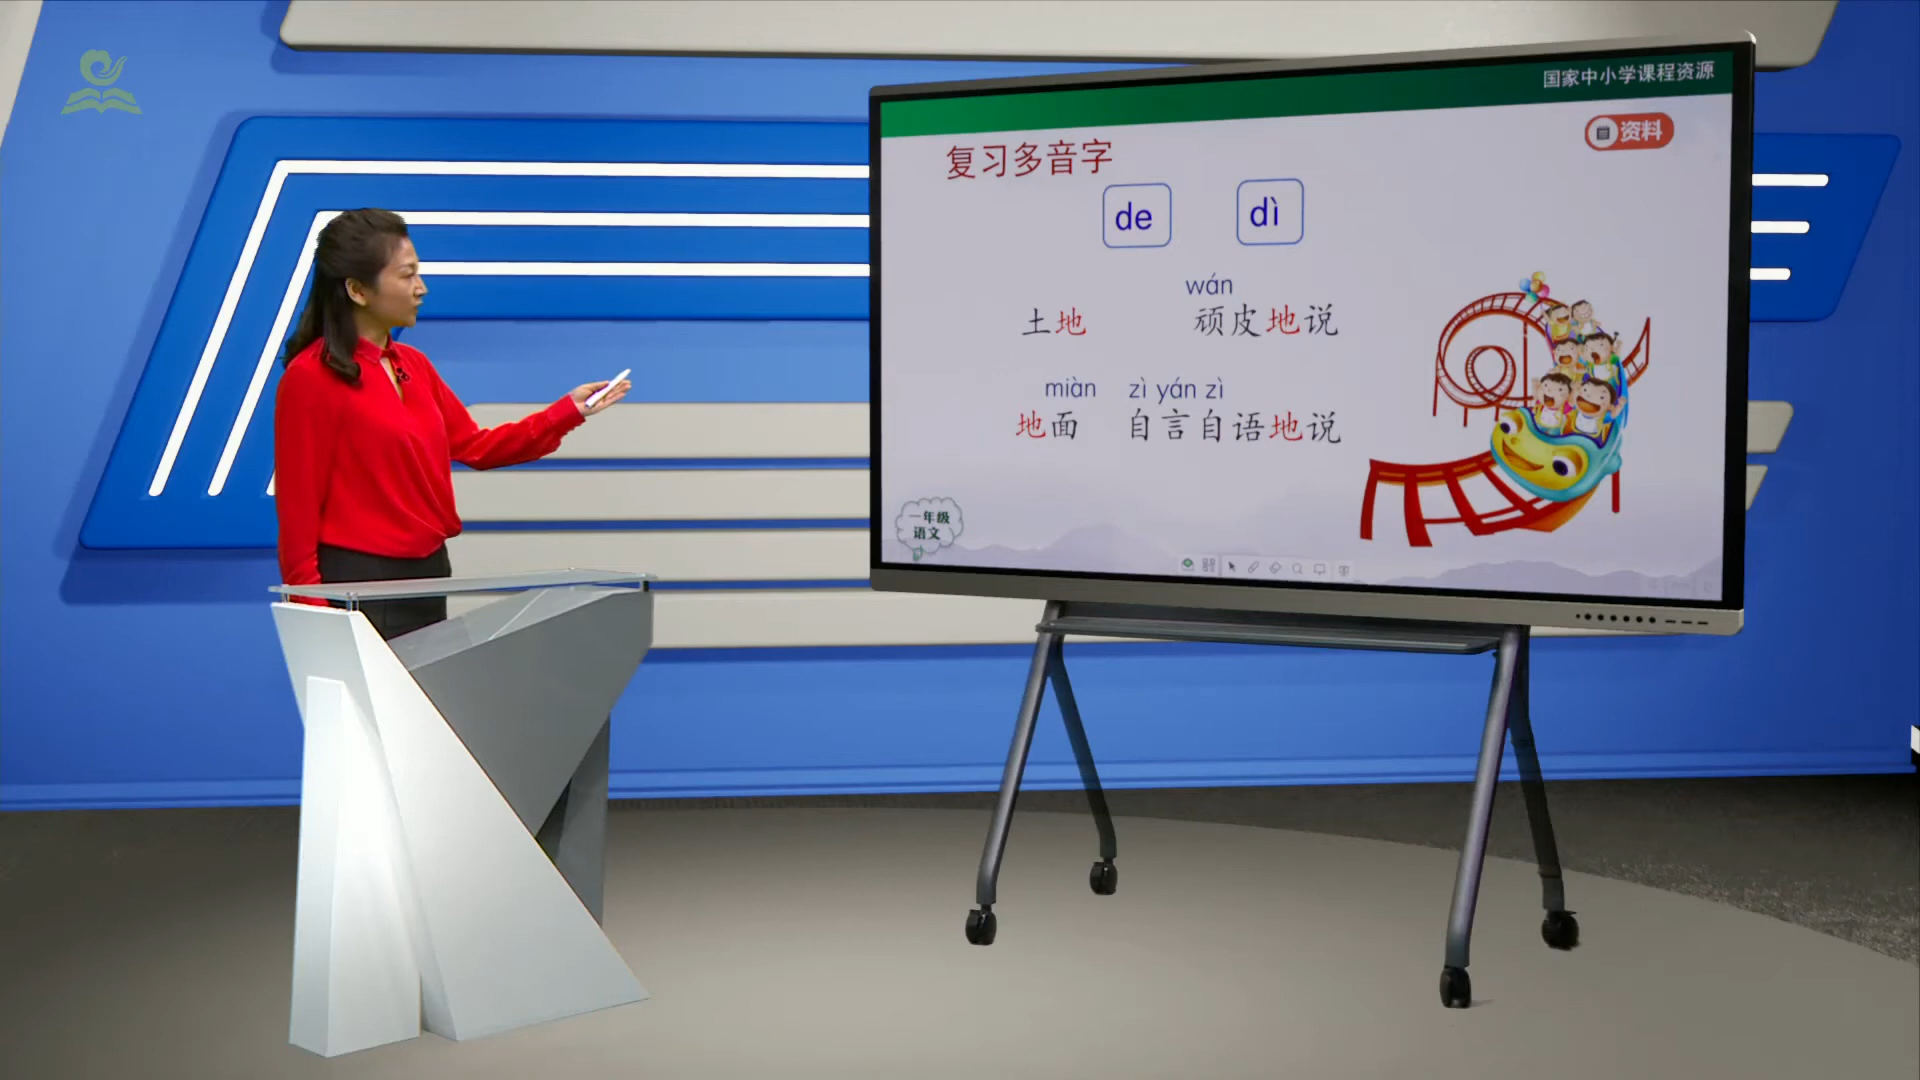 国家中小学课程资源
资料
复习多音字
de dì
wán
土地 顽皮地说
miàn zì yán zì
地面 自言自语地说
一年级
语文